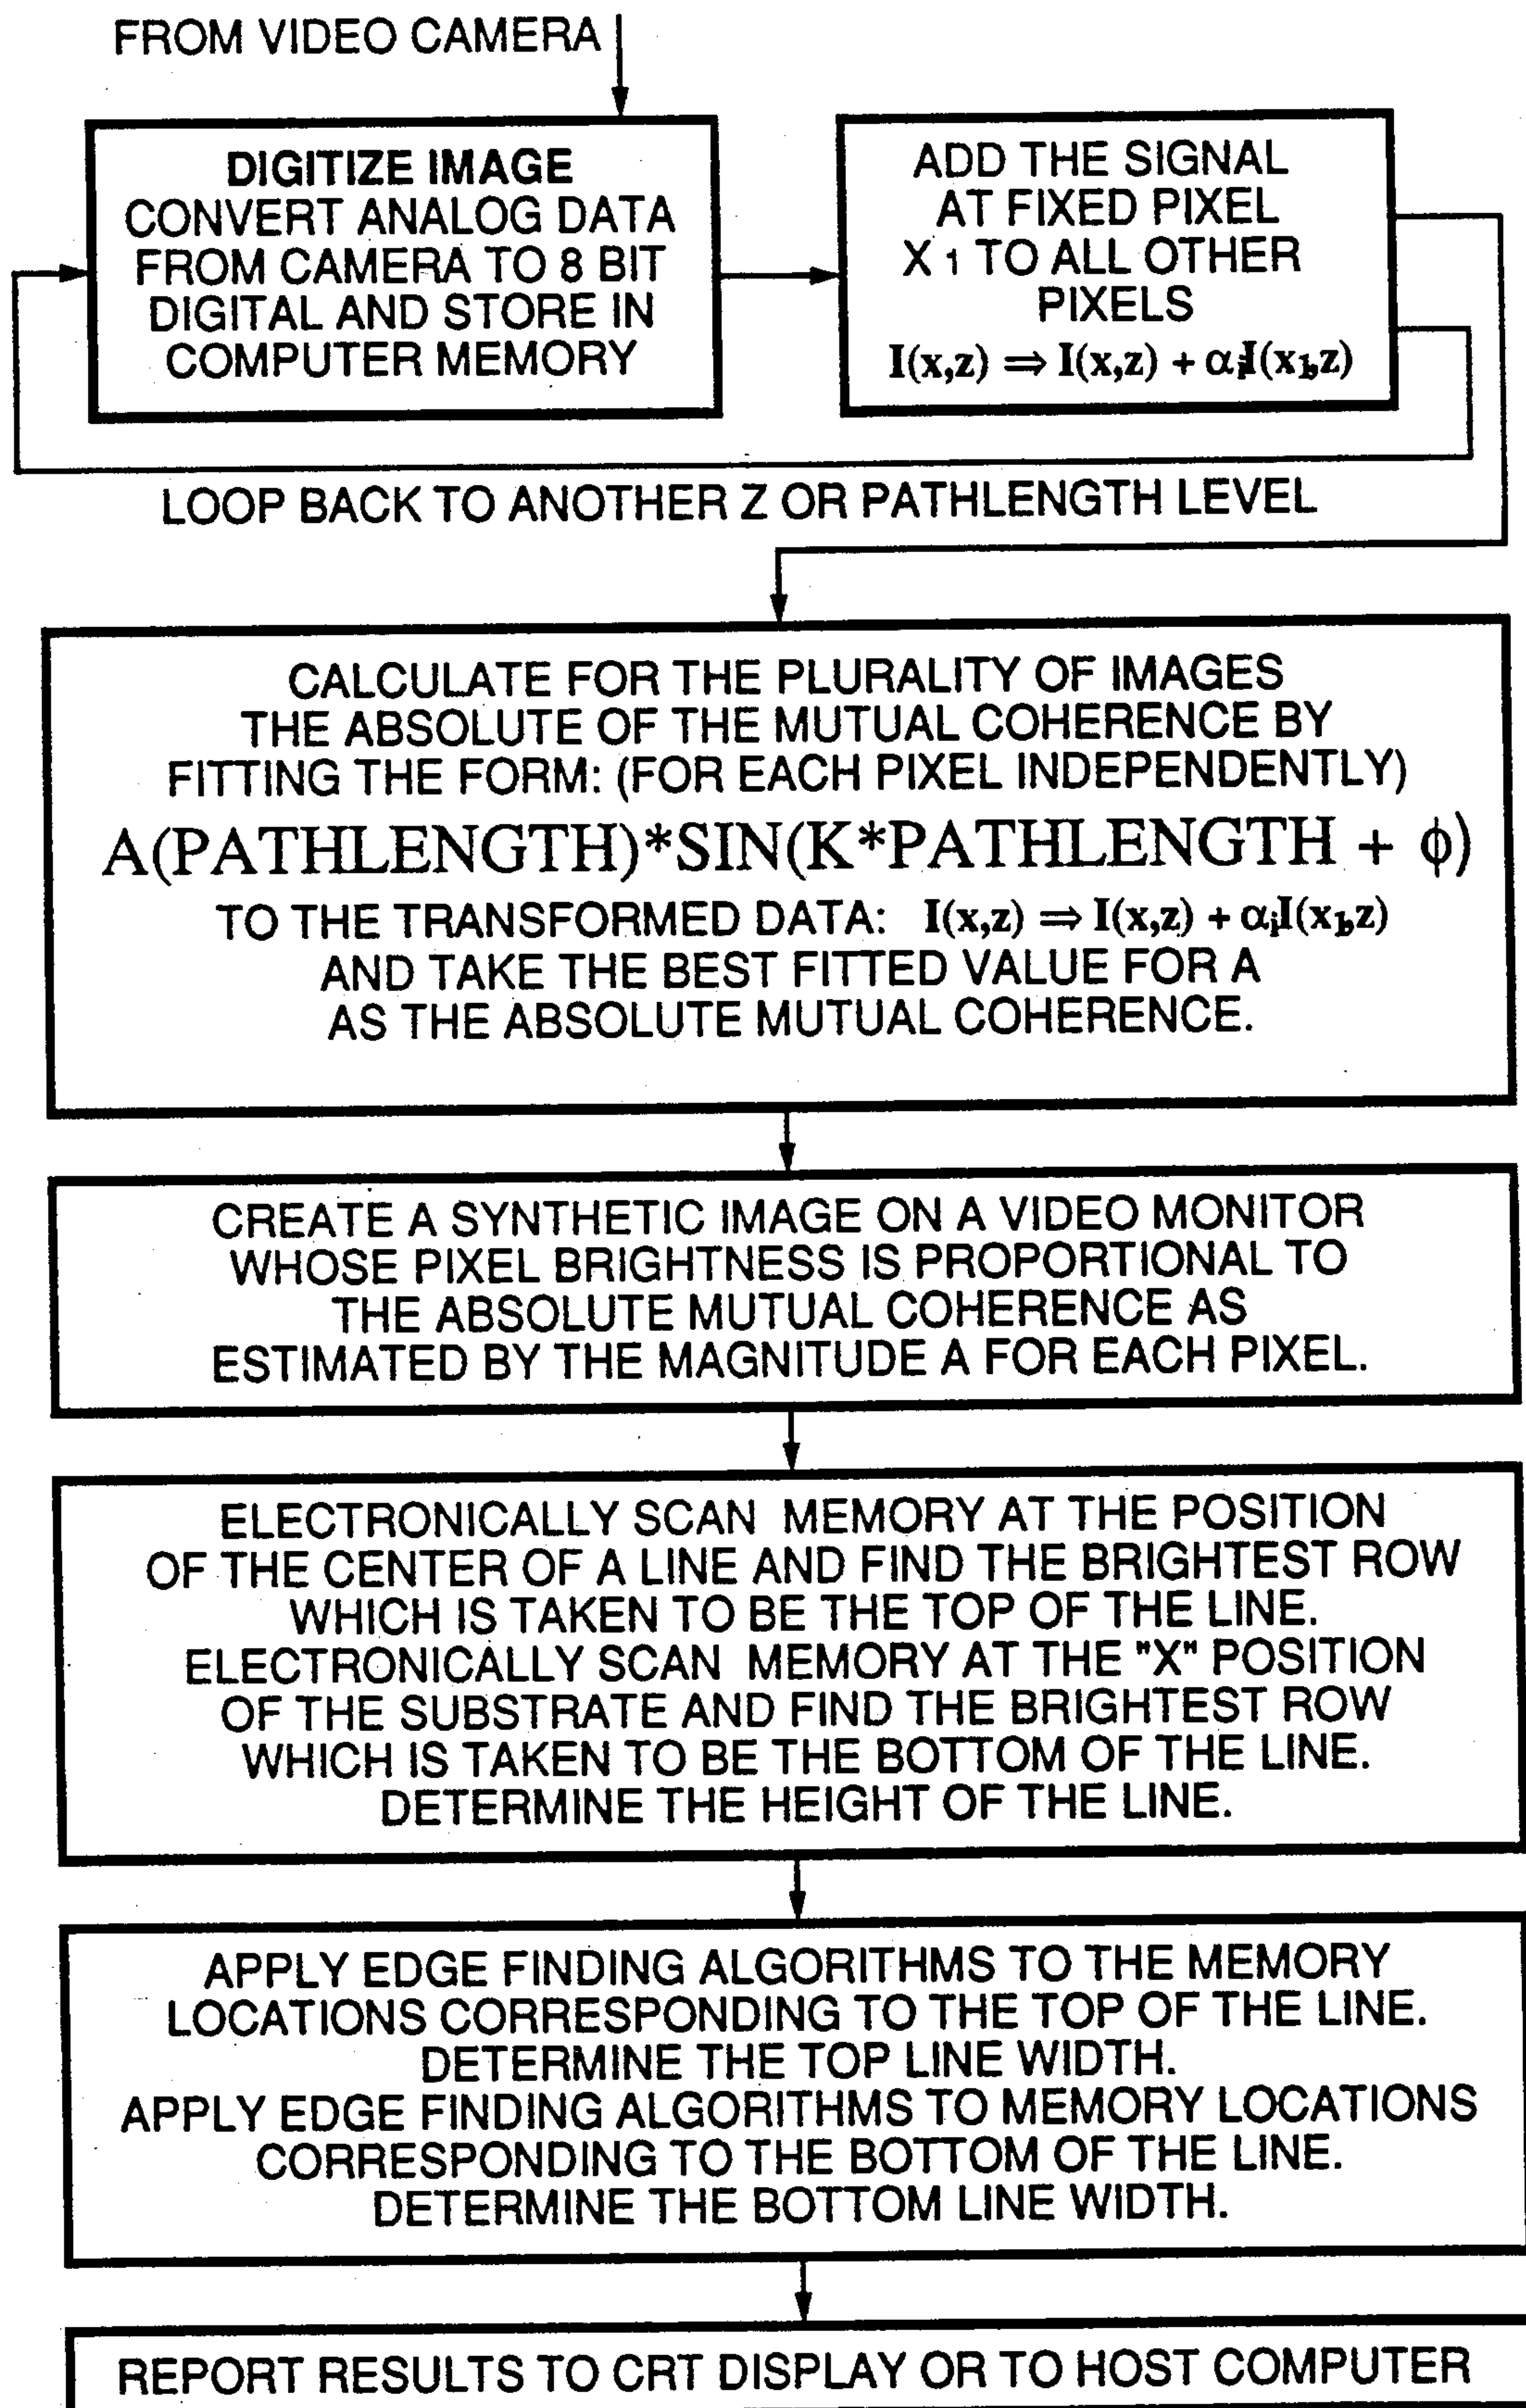 FROM VIDEO CAMERA
DIGITIZE IMAGE
CONVERT ANALOG DATA
FROM CAMERA TO 8 BIT
DIGITAL AND STORE IN
COMPUTER MEMORY
ADD THE SIGNAL
AT FIXED PIXEL
X 1 TO ALL OTHER
PIXELS
I(x,z) ⇒ I(x,z) + αᵢI(x₁,z)
LOOP BACK TO ANOTHER Z OR PATHLENGTH LEVEL
CALCULATE FOR THE PLURALITY OF IMAGES
THE ABSOLUTE OF THE MUTUAL COHERENCE BY
FITTING THE FORM: (FOR EACH PIXEL INDEPENDENTLY)
A(PATHLENGTH)*SIN(K*PATHLENGTH + ϕ)
TO THE TRANSFORMED DATA: I(x,z) ⇒ I(x,z) + αᵢI(x₁,z)
AND TAKE THE BEST FITTED VALUE FOR A
AS THE ABSOLUTE MUTUAL COHERENCE.
CREATE A SYNTHETIC IMAGE ON A VIDEO MONITOR
WHOSE PIXEL BRIGHTNESS IS PROPORTIONAL TO
THE ABSOLUTE MUTUAL COHERENCE AS
ESTIMATED BY THE MAGNITUDE A FOR EACH PIXEL.
ELECTRONICALLY SCAN MEMORY AT THE POSITION
OF THE CENTER OF A LINE AND FIND THE BRIGHTEST ROW
WHICH IS TAKEN TO BE THE TOP OF THE LINE.
ELECTRONICALLY SCAN MEMORY AT THE "X" POSITION
OF THE SUBSTRATE AND FIND THE BRIGHTEST ROW
WHICH IS TAKEN TO BE THE BOTTOM OF THE LINE.
DETERMINE THE HEIGHT OF THE LINE.
APPLY EDGE FINDING ALGORITHMS TO THE MEMORY
LOCATIONS CORRESPONDING TO THE TOP OF THE LINE.
DETERMINE THE TOP LINE WIDTH.
APPLY EDGE FINDING ALGORITHMS TO MEMORY LOCATIONS
CORRESPONDING TO THE BOTTOM OF THE LINE.
DETERMINE THE BOTTOM LINE WIDTH.
REPORT RESULTS TO CRT DISPLAY OR TO HOST COMPUTER